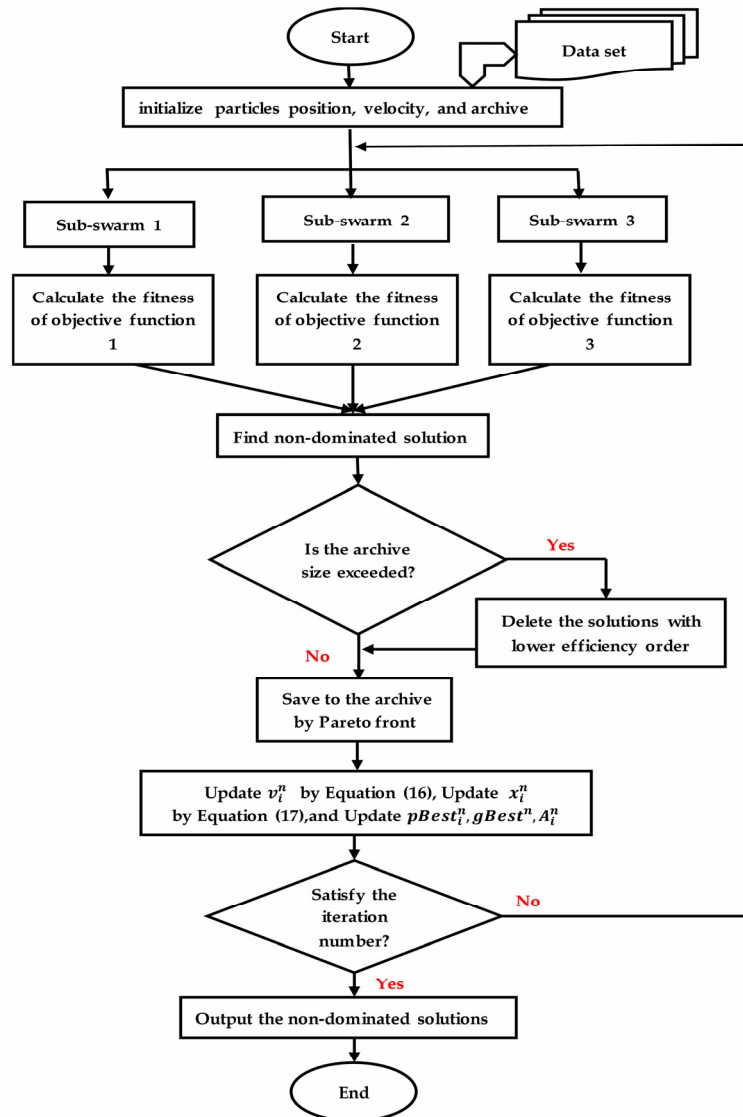 Start
Data set
initialize particles position, velocity, and archive
Sub-swarm 1
Sub-swarm 2
Sub-swarm 3
Calculate the fitness
of objective function
1
Calculate the fitness
of objective function
2
Calculate the fitness
of objective function
3
Find non-dominated solution
Is the archive
size exceeded?
Yes
Delete the solutions with
lower efficiency order
No
Save to the archive
by Pareto front
Update $v_i^n$ by Equation (16), Update $x_i^n$
by Equation (17),and Update $pBest_i^n, gBest^n, A_i^n$
Satisfy the
iteration
number?
No
Yes
Output the non-dominated solutions
End